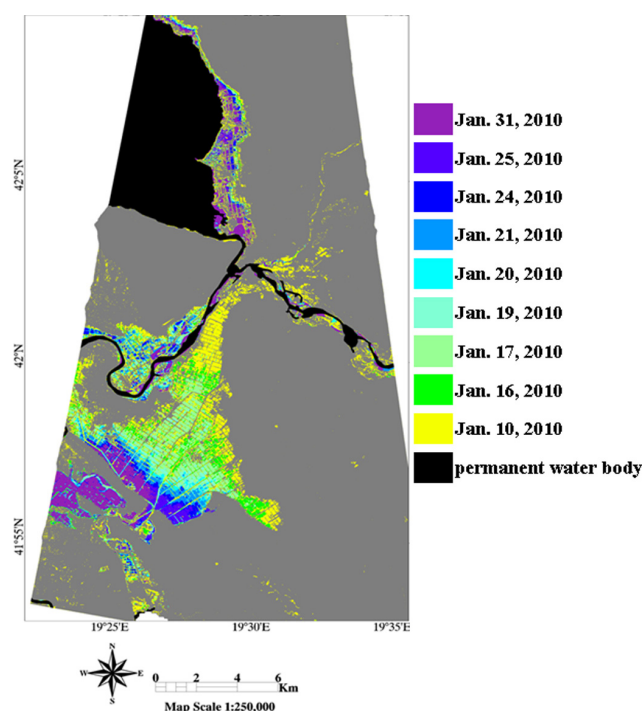 Jan. 31, 2010
Jan. 25, 2010
Jan. 24, 2010
Jan. 21, 2010
Jan. 20, 2010
Jan. 19, 2010
Jan. 17, 2010
Jan. 16, 2010
Jan. 10, 2010
permanent water body
42°5'N
42°N
41°55'N
19°25'E
19°30'E
19°35'E
N
W E
S
0 2 4 6
Km
Map Scale 1:250,000